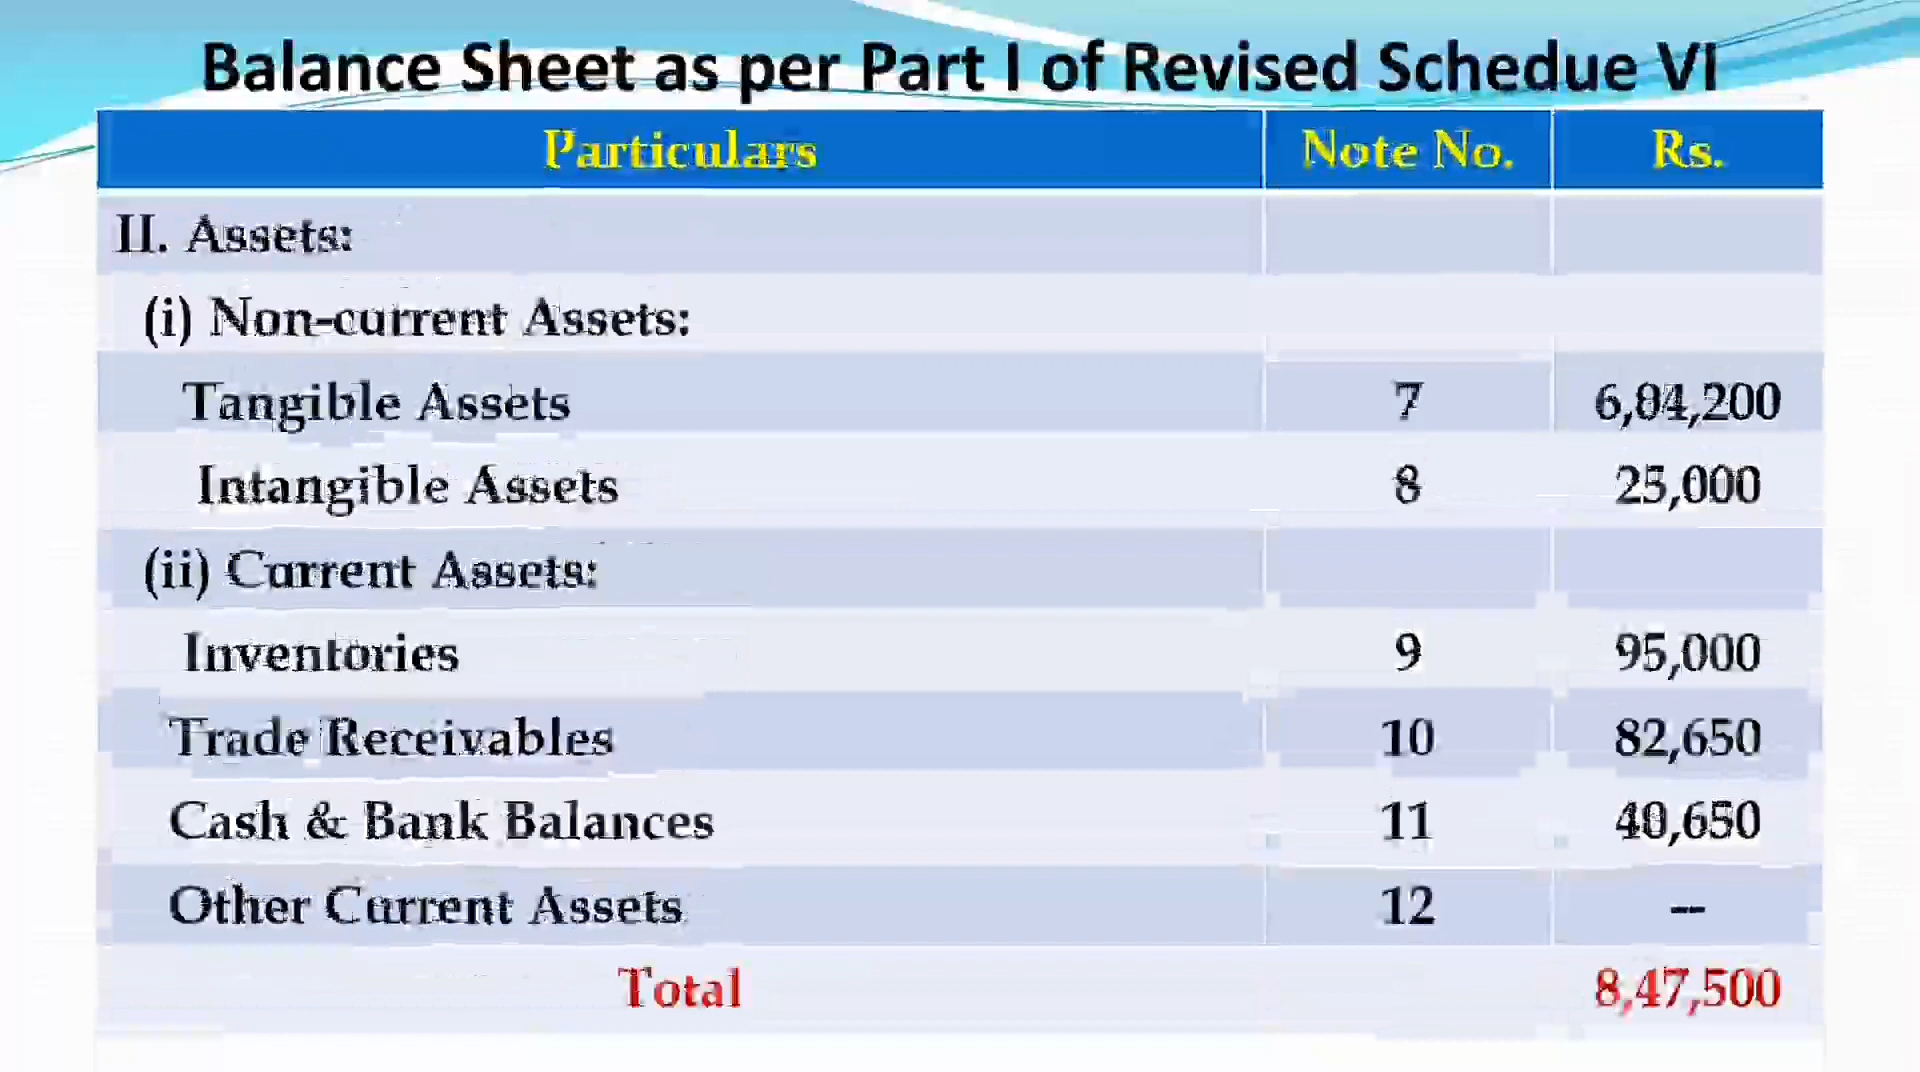 Balance Sheet as per Part I of Revised Schedue VI
Particulars Note No. Rs.
II. Assets:
(i) Non-current Assets:
Tangible Assets 7 6,04,200
Intangible Assets 8 25,000
(ii) Current Assets:
Inventories 9 95,000
Trade Receivables 10 82,650
Cash & Bank Balances 11 40,650
Other Current Assets 12 --
Total 8,47,500